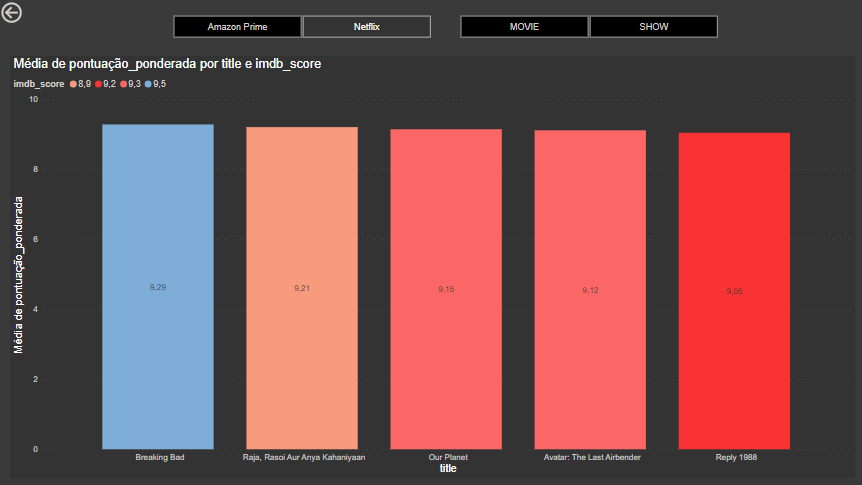 Amazon Prime Netflix MOVIE SHOW
Média de pontuação_ponderada por title e imdb_score
imdb_score 8,9 9,2 9,3 9,5
10
8
6
4
2
0
Média de pontuação_ponderada
9,29 9,21 9,15 9,12 9,05
Breaking Bad Raja, Rasoi Aur Anya Kahaniyaan Our Planet Avatar: The Last Airbender Reply 1988
title